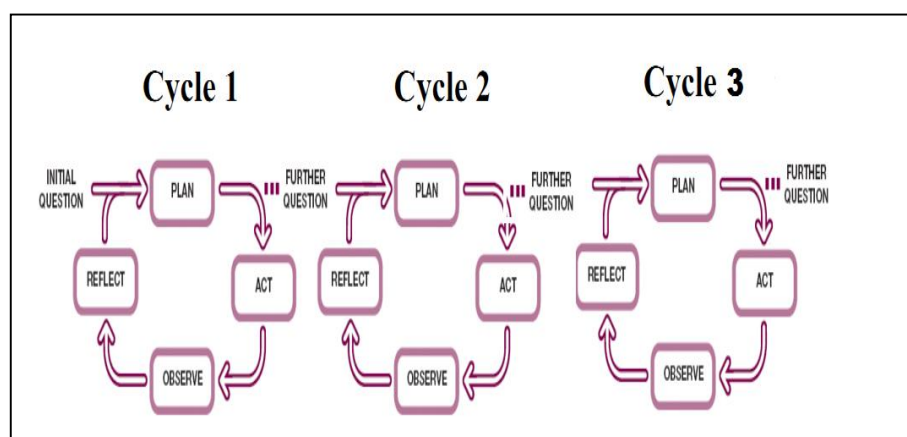 Cycle 1
Cycle 2
Cycle 3
INITIAL
QUESTION
PLAN
FURTHER
QUESTION
REFLECT
ACT
OBSERVE
PLAN
FURTHER
QUESTION
REFLECT
ACT
OBSERVE
PLAN
FURTHER
QUESTION
REFLECT
ACT
OBSERVE